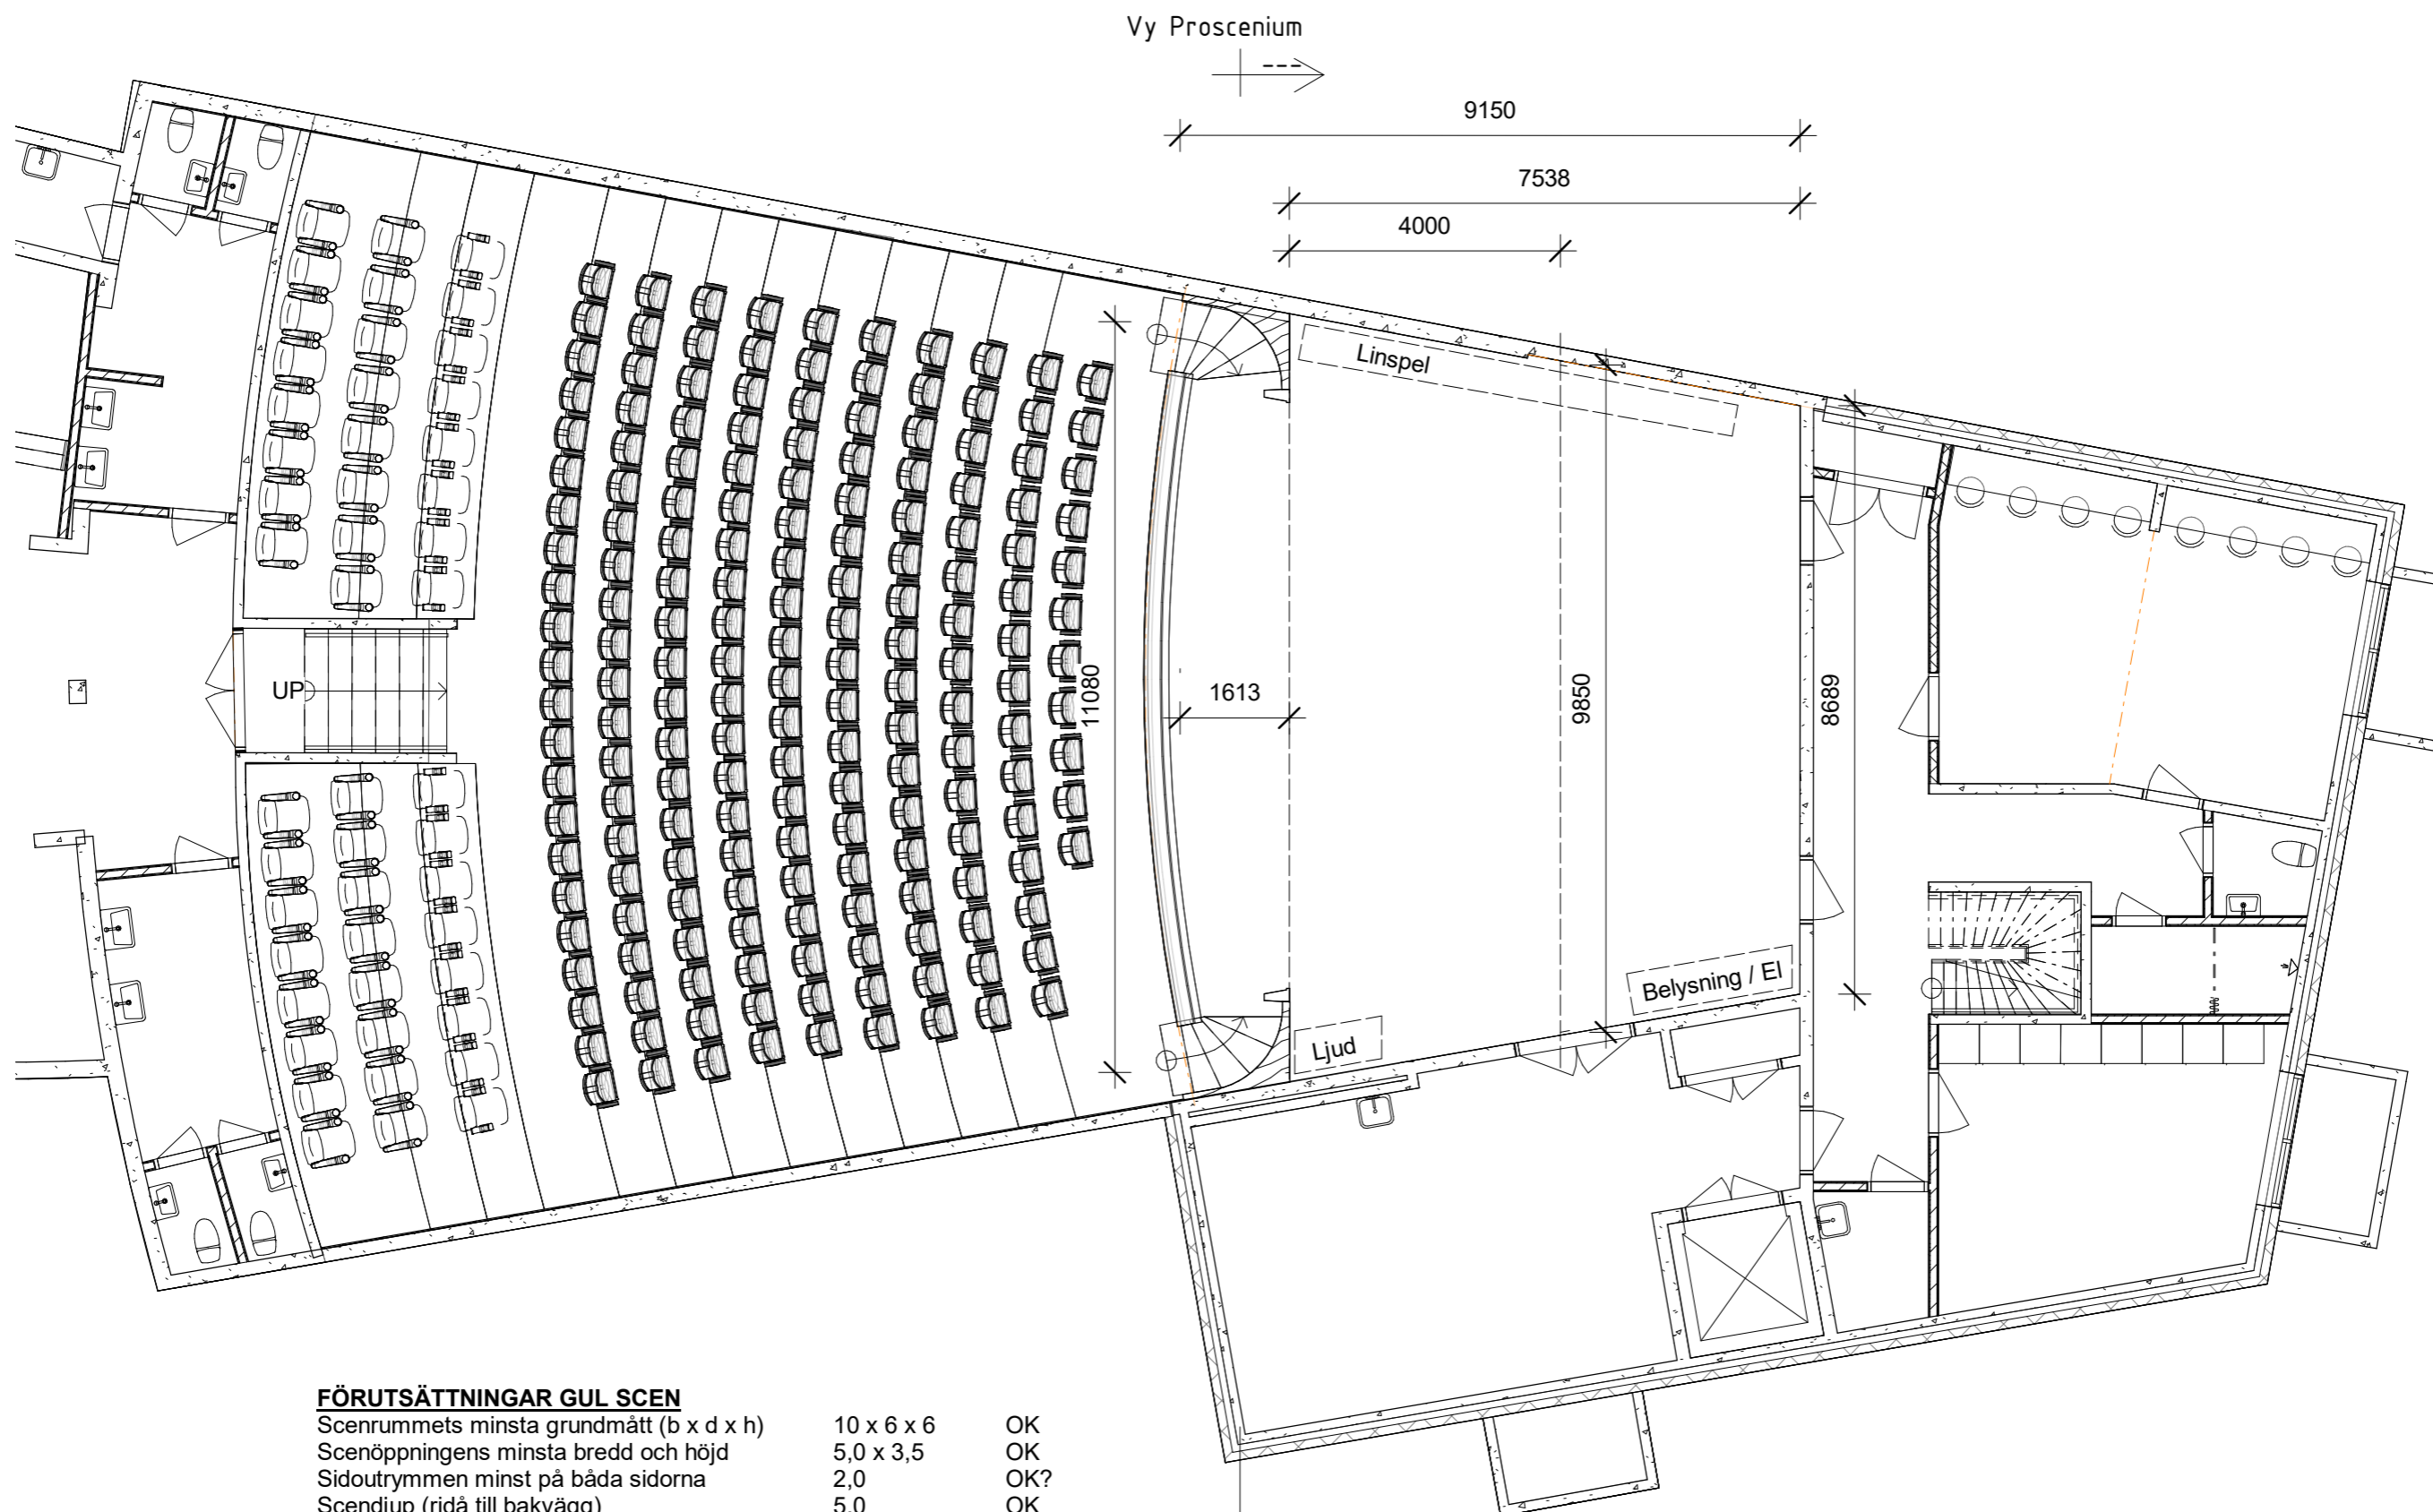 Vy Proscenium
9150
7538
4000
Linspel
UP
11080
1613
9850
8689
Belysning / El
Ljud
FÖRUTSÄTTNINGAR GUL SCEN
Scenrummets minsta grundmått (b x d x h) 10 x 6 x 6 OK
Scenöppningens minsta bredd och höjd 5,0 x 3,5 OK
Sidoutrymmen minst på båda sidorna 2,0 OK?
Scendjup (ridå till bakvägg) 5,0 OK